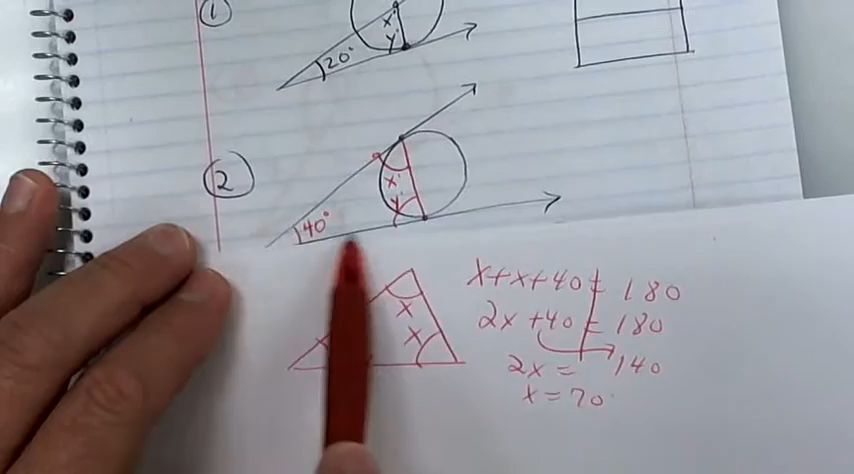 1
x°
20° y°
2
x°
40° y°
x
x
x+x+40 = 180
2x +40 = 180
2x = 140
x = 70